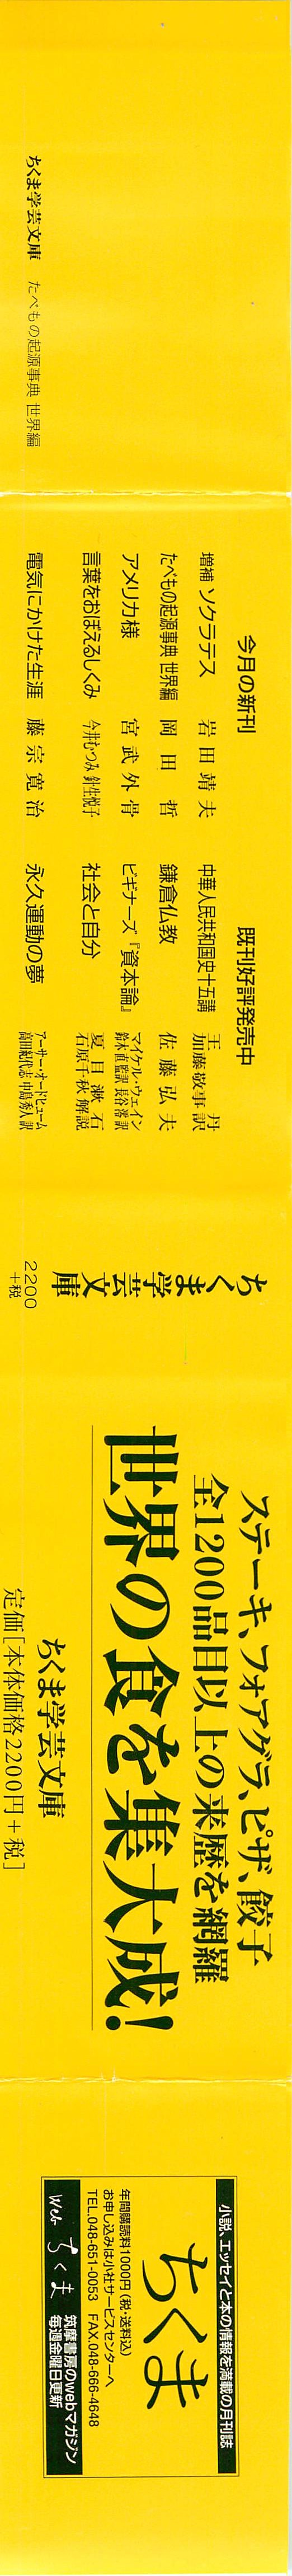 ちくま学芸文庫 たべもの起源事典 世界編
今月の新刊
増補 ソクラテス 岩田靖夫
たべもの起源事典 世界編 岡田哲
アメリカ様 宮武外骨
言葉をおぼえるしくみ 今井むつみ 針生悦子
電気にかけた生涯 藤宗寛治
既刊好評発売中
中華人民共和国史十五講 王丹 加藤敬事 訳
鎌倉仏教 佐藤弘夫
ビギナーズ『資本論』 マイケル・ウェイン 鈴木直 監訳 長谷澪 訳
社会と自分 夏目漱石 石原千秋 解説
永久運動の夢 アーサー・オードヒューム 高田紀代志・中島秀人 訳
ちくま学芸文庫
2200
+税
ステーキ、フォアグラ、ピザ、餃子
全1200品目以上の来歴を網羅
世界の食を集大成!
ちくま学芸文庫
定価[本体価格2200円+税]
小説、エッセイと本の情報を満載の月刊誌
ちくま
年間購読料1000円(税・送料込)
お申し込みは小社サービスセンターへ
TEL.048-651-0053 FAX.048-666-4648
Web ちくま
筑摩書房のWebマガジン
毎週金曜日更新